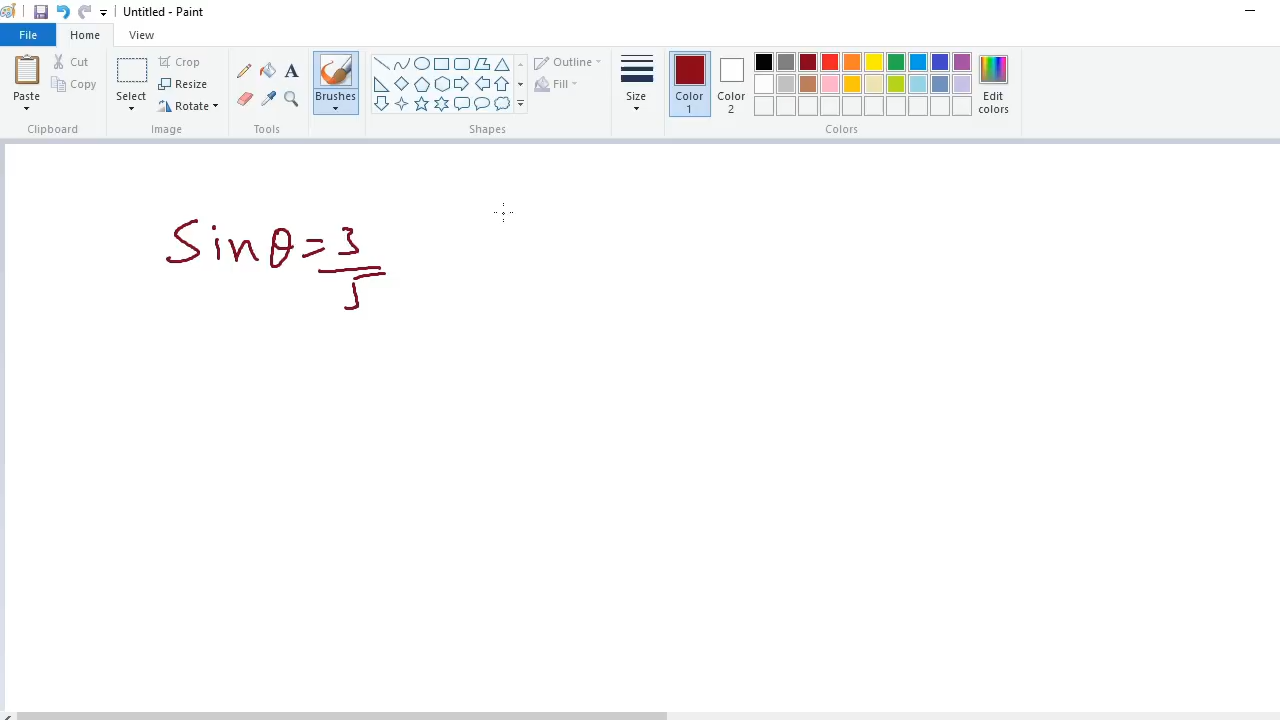 Untitled - Paint
File Home View
Paste Cut Copy
Select Crop Resize Rotate
A
Brushes
Outline Fill
Size
Color 1
Color 2
Edit colors
Clipboard Image Tools Shapes Colors
Sin θ = 3
5